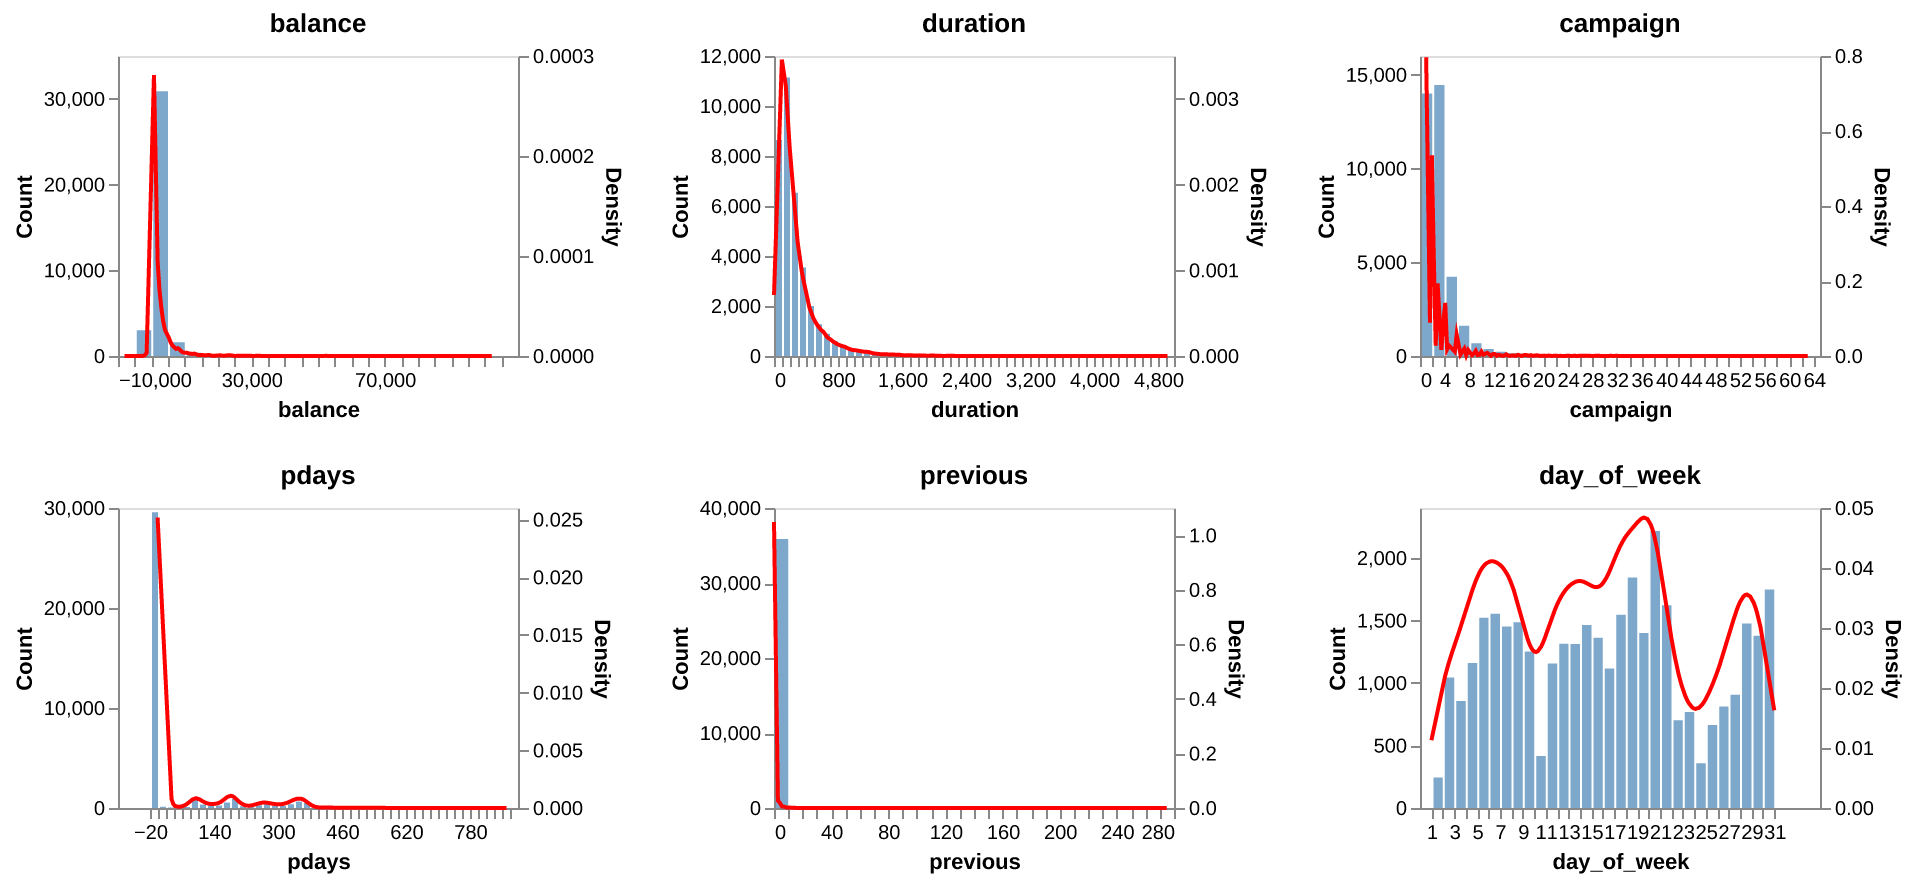 balance
0.0003
30,000
0.0002
20,000
Count
Density
10,000
0.0001
0
0.0000
−10,000 30,000 70,000
balance
duration
12,000
10,000
0.003
8,000
0.002
6,000
Count
Density
4,000
0.001
2,000
0
0.000
0 800 1,600 2,400 3,200 4,000 4,800
duration
campaign
0.8
15,000
0.6
10,000
Count
Density
0.4
5,000
0.2
0
0.0
0 4 8 12 16 20 24 28 32 36 40 44 48 52 56 60 64
campaign
pdays
30,000
0.025
0.020
20,000
0.015
Count
Density
0.010
10,000
0.005
0
0.000
−20 140 300 460 620 780
pdays
previous
40,000
1.0
30,000
0.8
20,000
0.6
Count
Density
0.4
10,000
0.2
0
0.0
0 40 80 120 160 200 240 280
previous
day_of_week
0.05
2,000
0.04
1,500
0.03
Count
Density
1,000
0.02
500
0.01
0
0.00
1 3 5 7 9 11 13 15 17 19 21 23 25 27 29 31
day_of_week